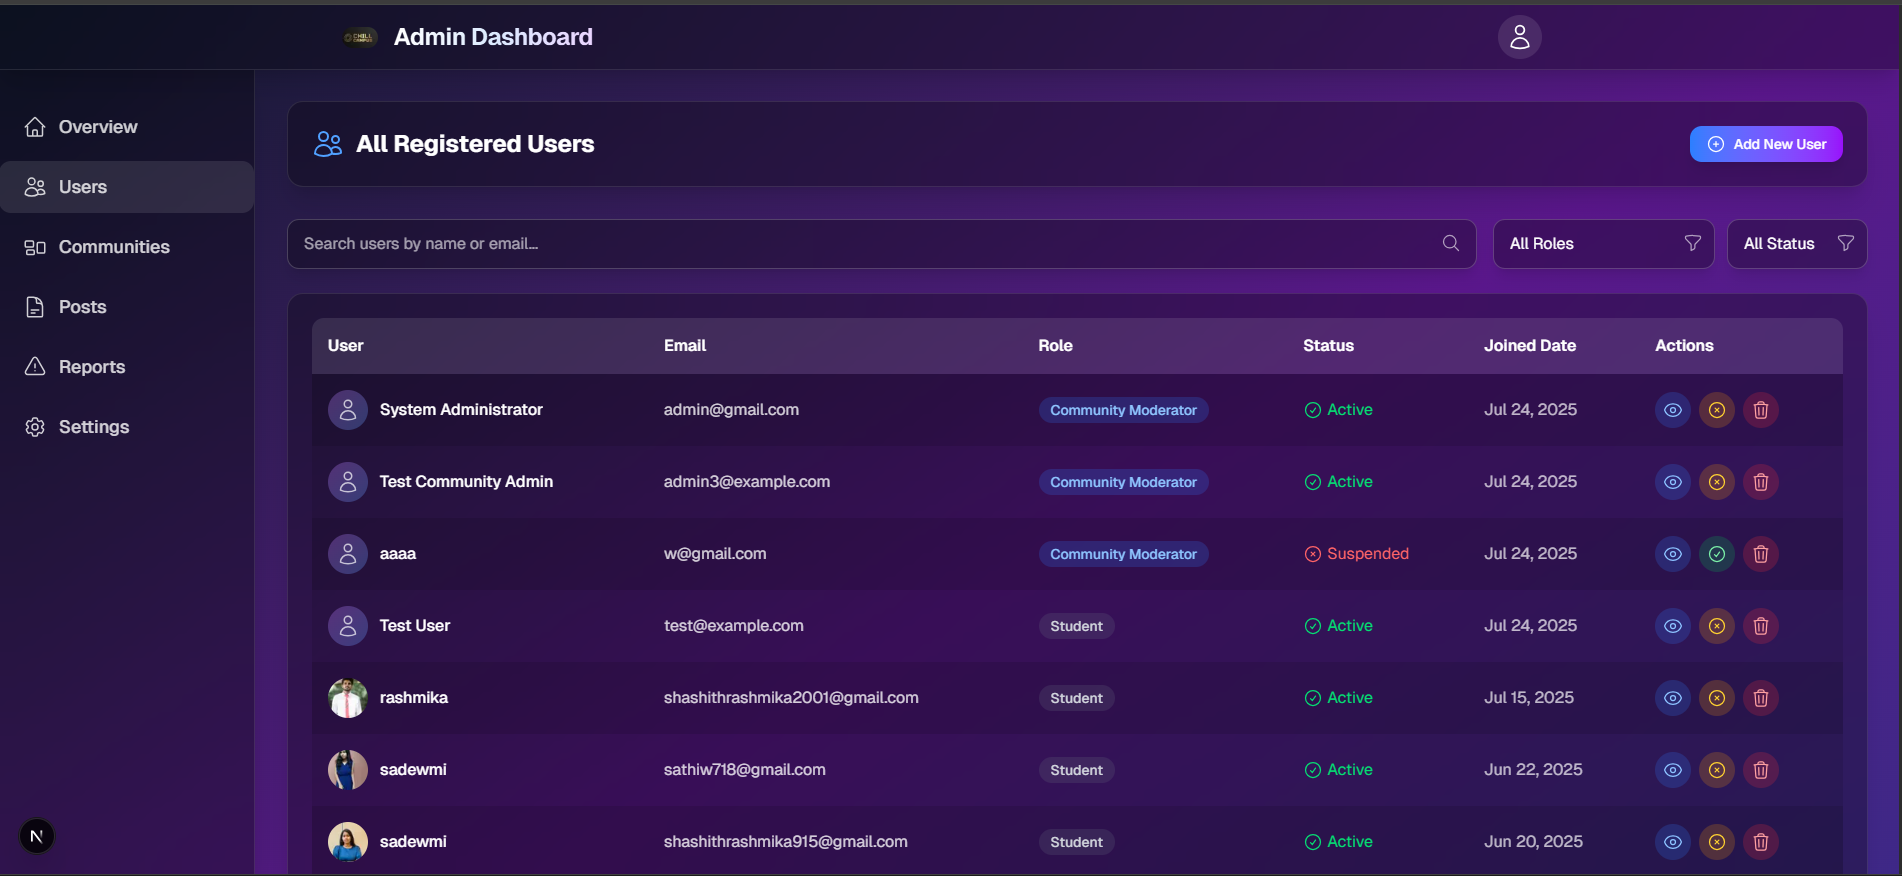 CHILL
CAMPUS
Admin Dashboard
Overview
Users
Communities
Posts
Reports
Settings
N
All Registered Users
Add New User
Search users by name or email...
All Roles
All Status
User Email Role Status Joined Date Actions
System Administrator admin@gmail.com Community Moderator Active Jul 24, 2025
Test Community Admin admin3@example.com Community Moderator Active Jul 24, 2025
aaaa w@gmail.com Community Moderator Suspended Jul 24, 2025
Test User test@example.com Student Active Jul 24, 2025
rashmika shashithrashmika2001@gmail.com Student Active Jul 15, 2025
sadewmi sathiw718@gmail.com Student Active Jun 22, 2025
sadewmi shashithrashmika915@gmail.com Student Active Jun 20, 2025